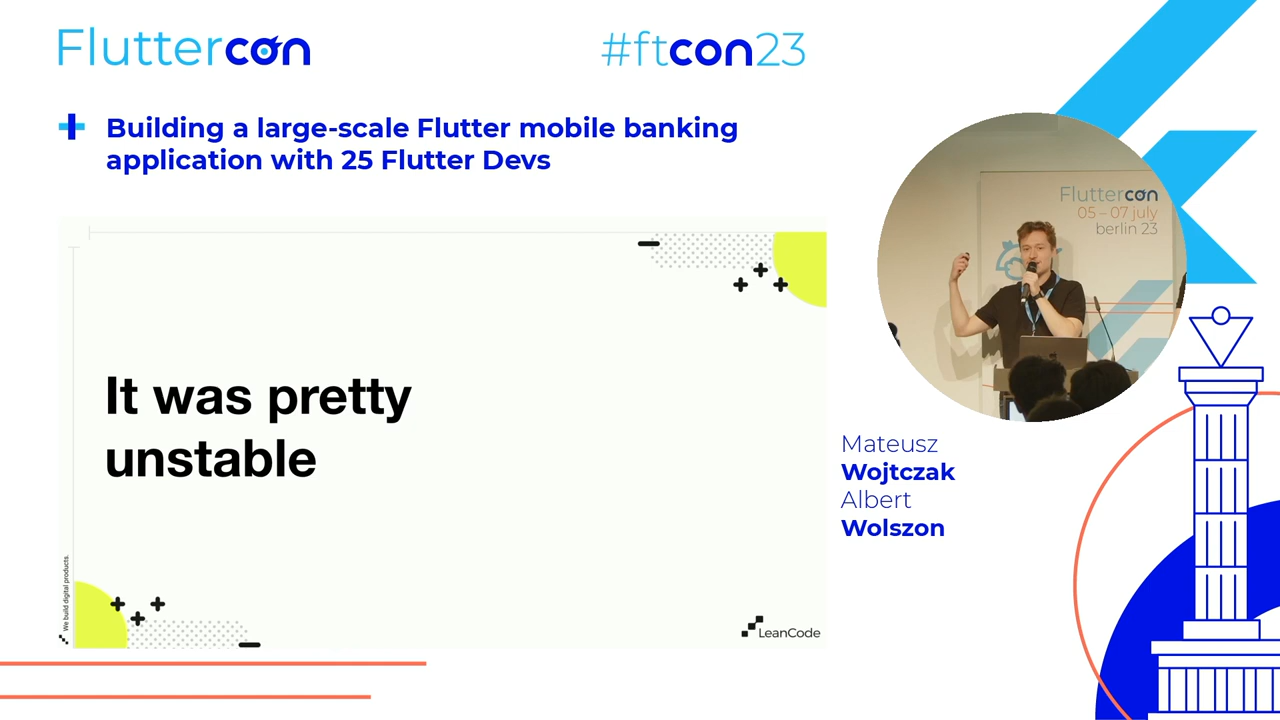 Fluttercon
#ftcon23
Building a large-scale Flutter mobile banking
application with 25 Flutter Devs
Fluttercon
05 – 07 july
berlin 23
It was pretty
unstable
Mateusz
Wojtczak
Albert
Wolszon
We build digital products.
LeanCode